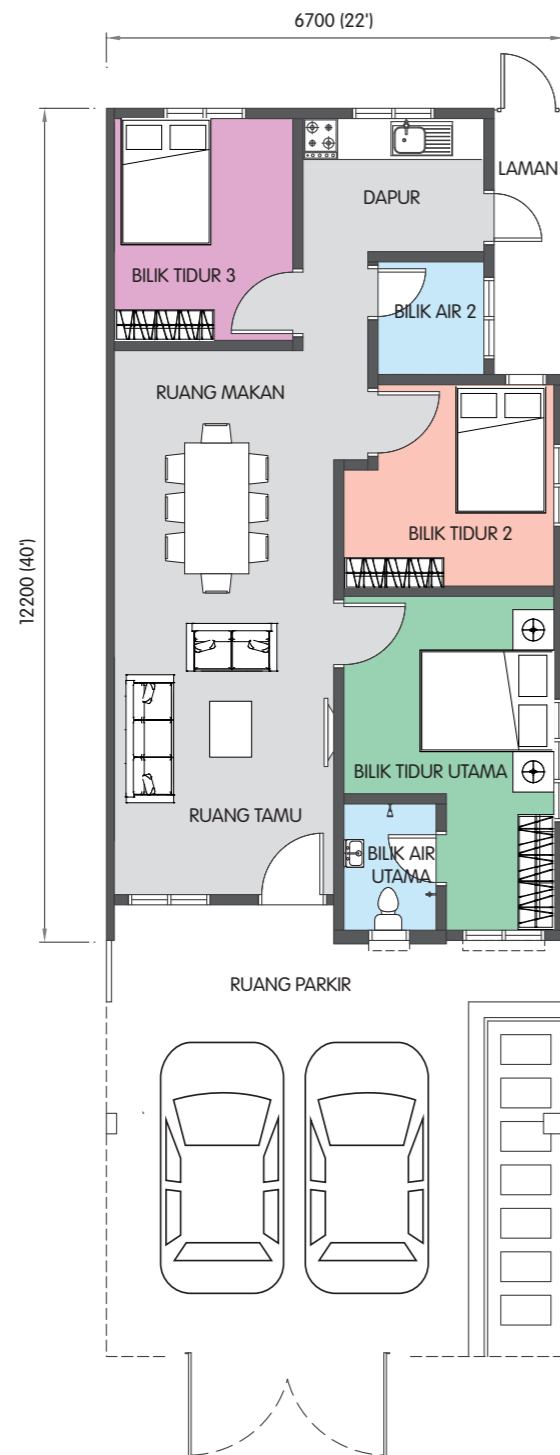 6700 (22')
LAMAN
DAPUR
BILIK TIDUR 3
BILIK AIR 2
RUANG MAKAN
12200 (40')
BILIK TIDUR 2
BILIK TIDUR UTAMA
RUANG TAMU
BILIK AIR
UTAMA
RUANG PARKIR